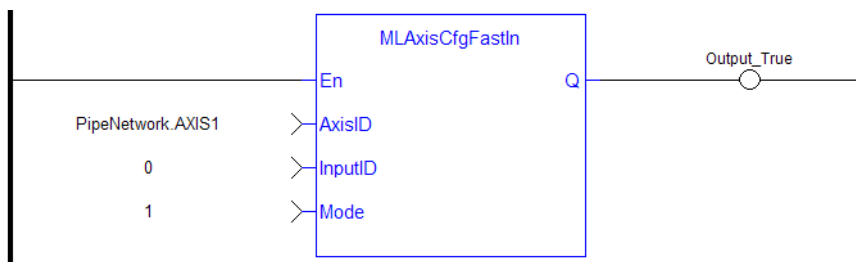 MLAxisCfgFastIn
Output_True
En
Q
PipeNetwork.AXIS1
AxisID
0
InputID
1
Mode